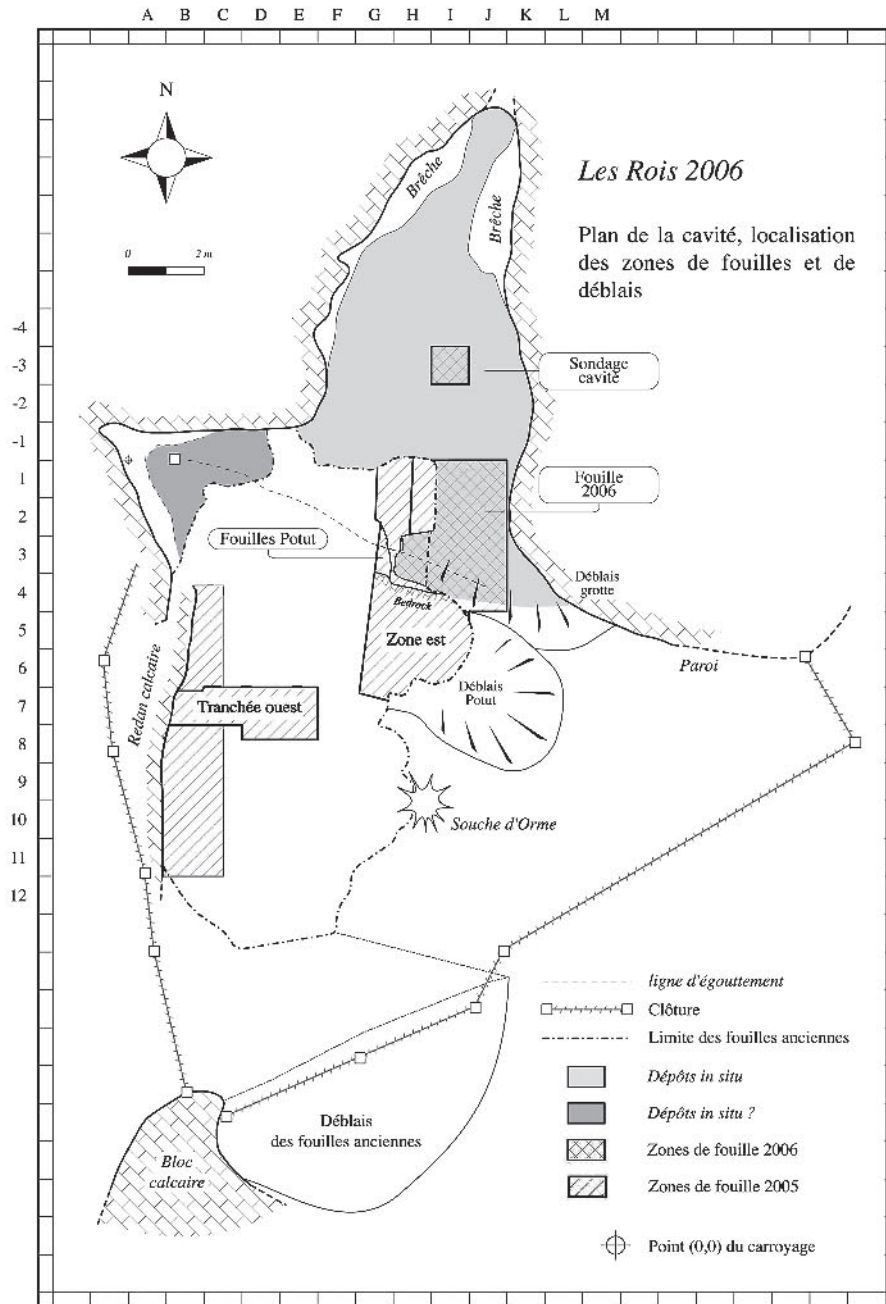 A B C D E F G H I J K L M
N
0 2 m
Les Rois 2006
Plan de la cavité, localisation
des zones de fouilles et de
déblais
Brêche
Brêche
-4
-3
-2
-1
1
2
3
4
5
6
7
8
9
10
11
12
Sondage
cavité
Fouille
2006
Fouilles Potut
Déblais
grotte
Bedrock
Zone est
Paroi
Redan calcaire
Tranchée ouest
Déblais
Potut
Souche d'Orme
Déblais
des fouilles anciennes
Bloc
calcaire
ligne d'égouttement
Clôture
Limite des fouilles anciennes
Dépôts in situ
Dépôts in situ ?
Zones de fouille 2006
Zones de fouille 2005
Point (0,0) du carroyage